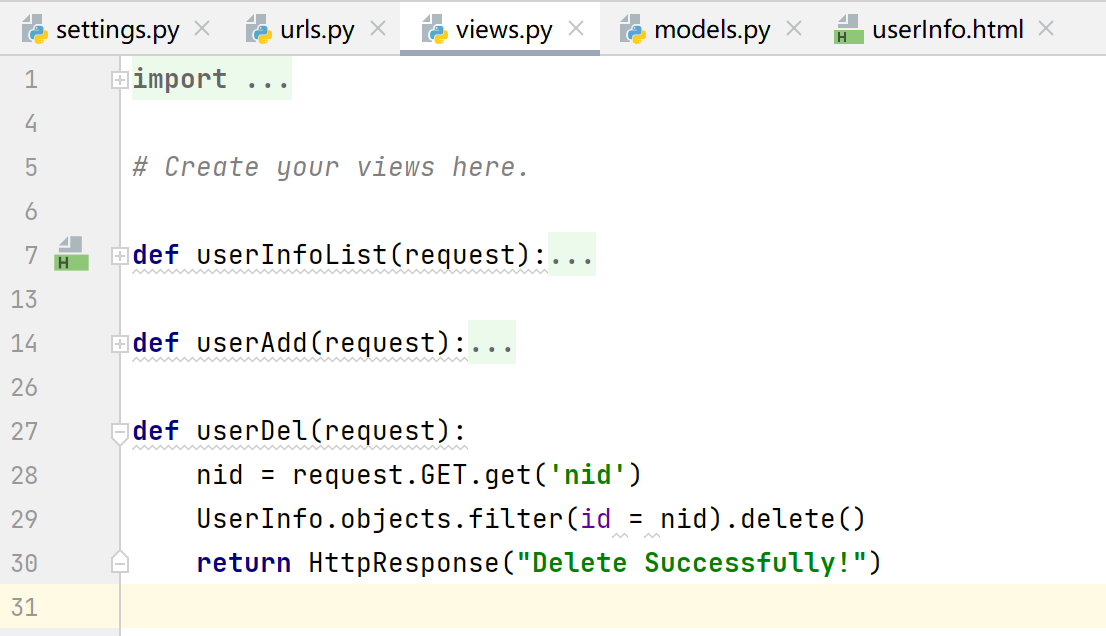 settings.py urls.py views.py models.py H userInfo.html
1 import ...
4
5 # Create your views here.
6
7 H def userInfoList(request):...
13
14 def userAdd(request):...
26
27 def userDel(request):
28 nid = request.GET.get('nid')
29 UserInfo.objects.filter(id = nid).delete()
30 return HttpResponse("Delete Successfully!")
31